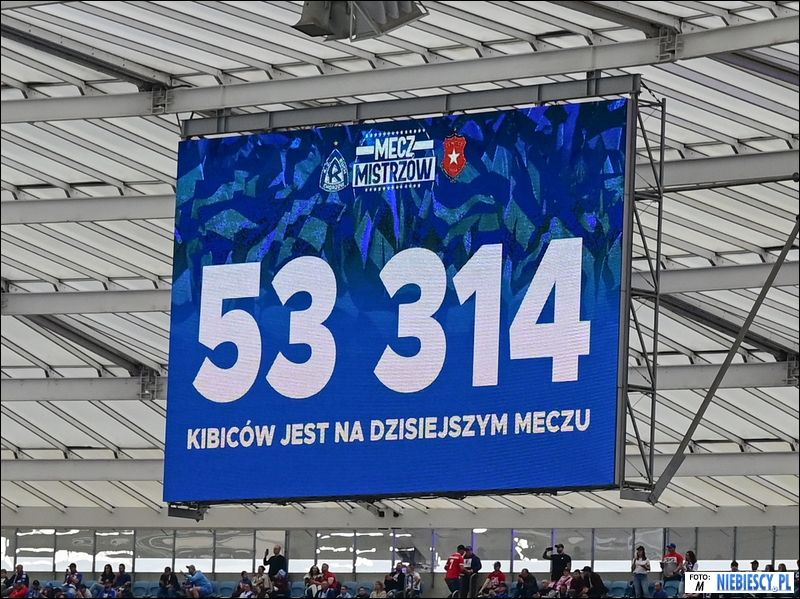 MECZ
MISTRZÓW
53 314
KIBICÓW JEST NA DZISIEJSZYM MECZU
FOTO:
M
NIEBIESCY.PL